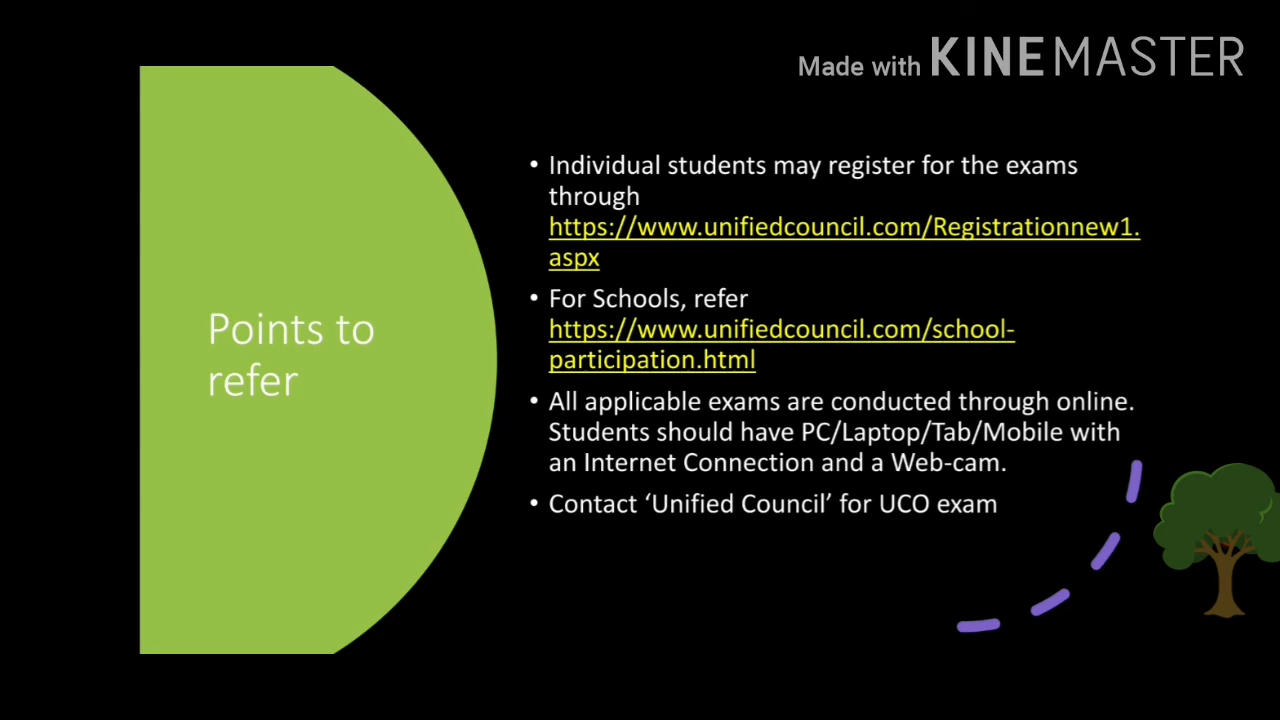 Made with KINEMASTER
Points to
refer
• Individual students may register for the exams
through
https://www.unifiedcouncil.com/Registrationnew1.
aspx
• For Schools, refer
https://www.unifiedcouncil.com/school-
participation.html
• All applicable exams are conducted through online.
Students should have PC/Laptop/Tab/Mobile with
an Internet Connection and a Web-cam.
• Contact ‘Unified Council’ for UCO exam